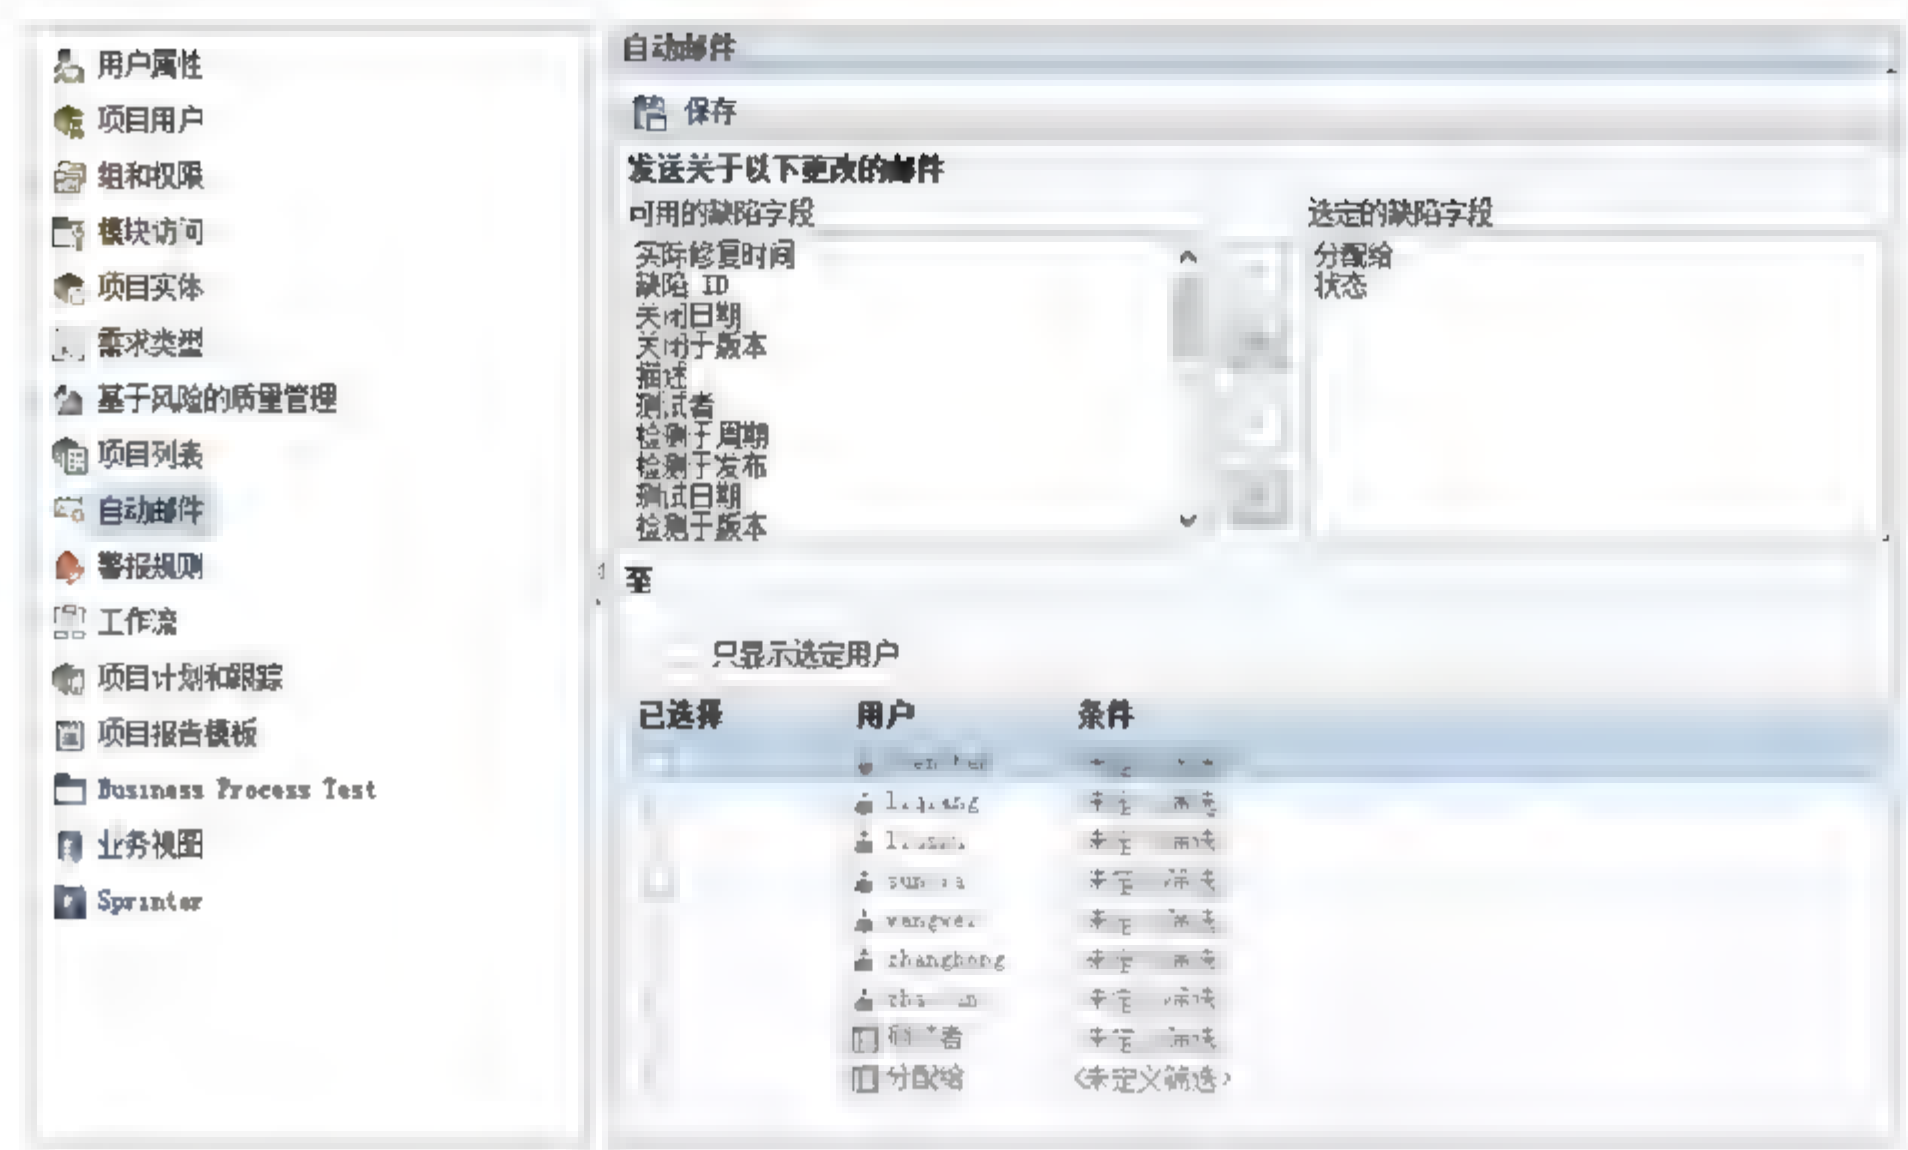 用户属性
项目用户
组和权限
模块访问
项目实体
需求类型
基于风险的质量管理
项目列表
自动邮件
警报规则
工作流
项目计划和跟踪
项目报告模板
Business Process Test
业务视图
Sprinter
自动邮件
保存
发送关于以下更改的邮件
可用的缺陷字段
实际修复时间
缺陷 ID
关闭日期
关闭于版本
描述
测试者
检测于周期
检测于发布
测试日期
检测于版本
选定的缺陷字段
分配给
状态
至
只显示选定用户
已选择 用户 条件
liqiang
wangwei
zhanghong
分配给 <未定义筛选>